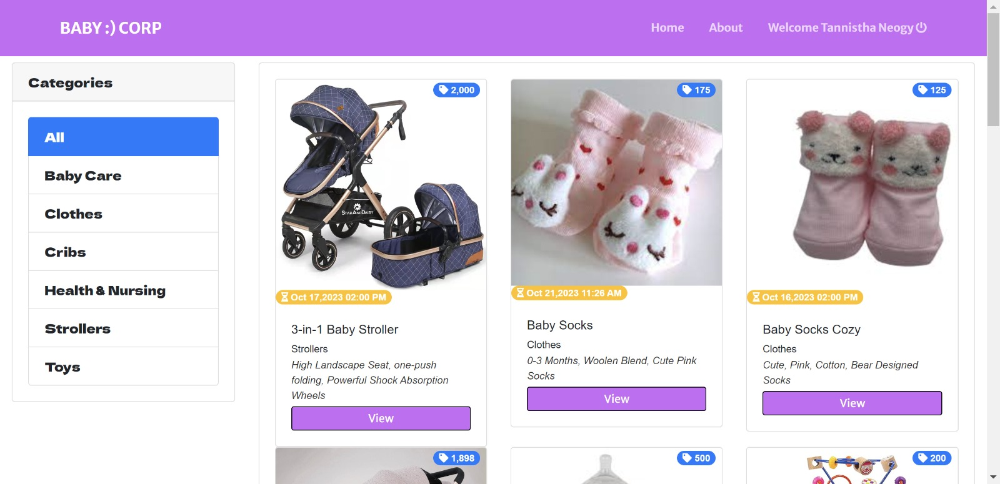 BABY :) CORP
Home
About
Welcome Tannistha Neogy
Categories
All
Baby Care
Clothes
Cribs
Health & Nursing
Strollers
Toys
2,000
STARANDDAISY
Oct 17,2023 02:00 PM
3-in-1 Baby Stroller
Strollers
High Landscape Seat, one-push
folding, Powerful Shock Absorption
Wheels
View
175
Oct 21,2023 11:26 AM
Baby Socks
Clothes
0-3 Months, Woolen Blend, Cute Pink
Socks
View
125
Oct 16,2023 02:00 PM
Baby Socks Cozy
Clothes
Cute, Pink, Cotton, Bear Designed
Socks
View
1,898
500
200